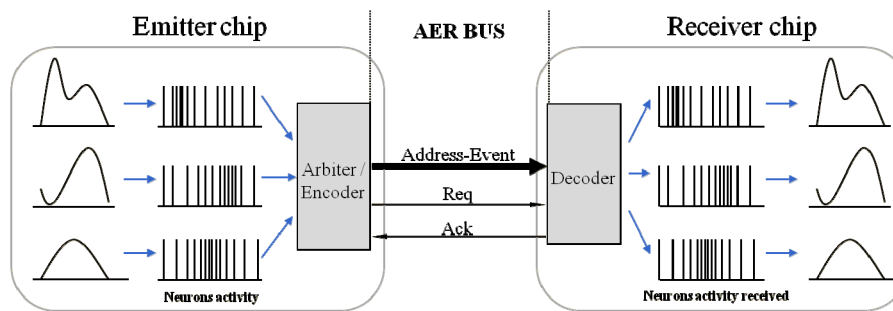 Emitter chip
AER BUS
Receiver chip
Arbiter /
Encoder
Address-Event
Req
Ack
Decoder
Neurons activity
Neurons activity received